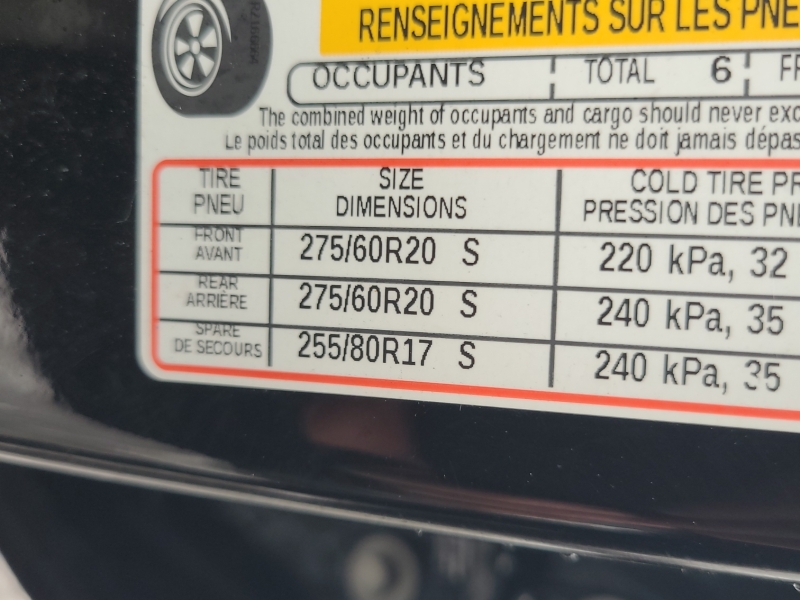 RENSEIGNEMENTS SUR LES PNE
OCCUPANTS TOTAL 6 FR
The combined weight of occupants and cargo should never exc
Le poids total des occupants et du chargement ne doit jamais dépas
TIRE SIZE COLD TIRE PR
PNEU DIMENSIONS PRESSION DES PNE
FRONT
AVANT 275/60R20 S 220 kPa, 32
REAR
ARRIÈRE 275/60R20 S 240 kPa, 35
SPARE
DE SECOURS 255/80R17 S 240 kPa, 35